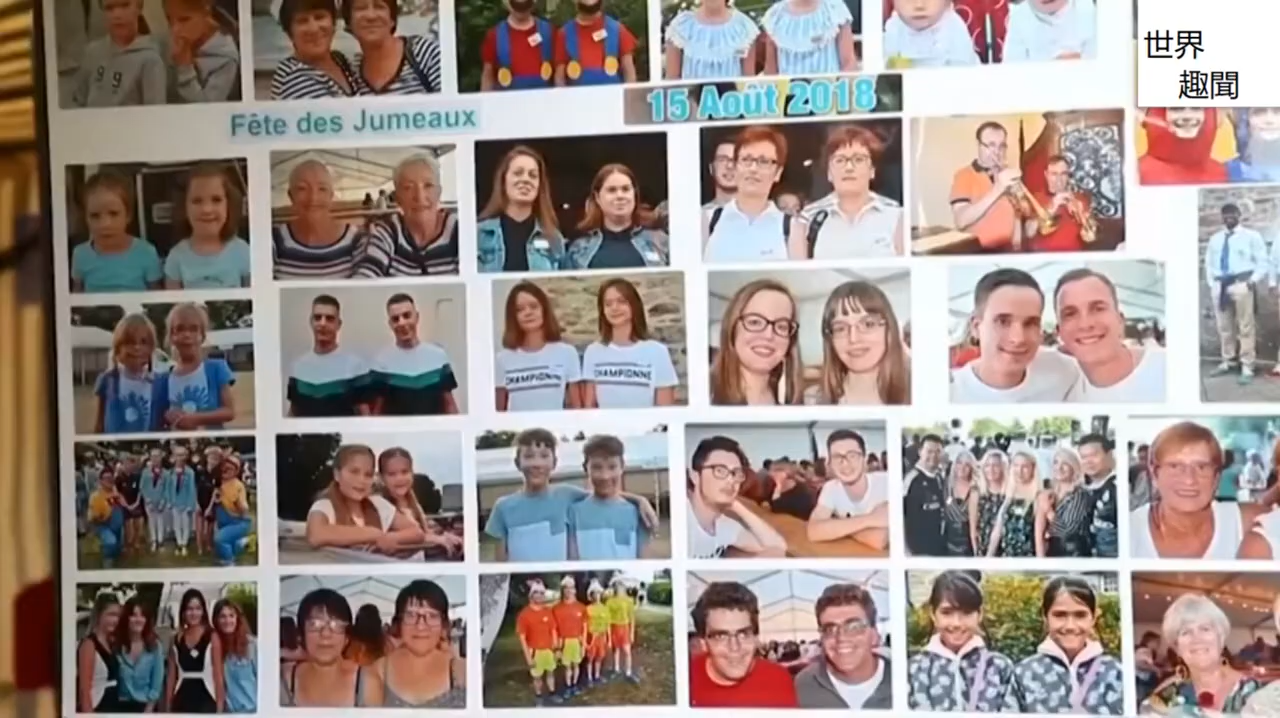 世界
趣聞
Fête des Jumeaux
15 Août 2018
CHAMPIONNE
CHAMPIONNE